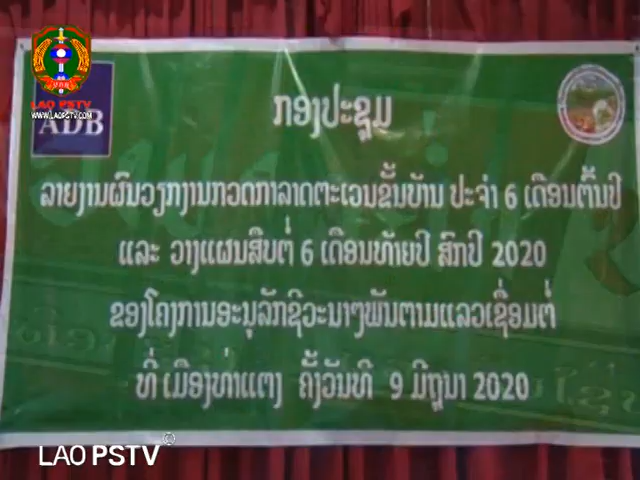 LAO PSTV
WWW.LAOPSTV.COM
ADB
ກອງປະຊຸມ
ລາຍງານຜົນວຽກງານກວດກາລາດຕະເວນຂັ້ນບ້ານ ປະຈຳ 6 ເດືອນຕົ້ນປີ
ແລະ ວາງແຜນສືບຕໍ່ 6 ເດືອນທ້າຍປີ ສົກປີ 2020
ຂອງໂຄງການອະນຸລັກຊີວະນາໆພັນຕາມແລວເຊື່ອມຕໍ່
ທີ່ ເມືອງທ່າແຕງ ຄັ້ງວັນທີ 9 ມິຖຸນາ 2020
LAO PSTV